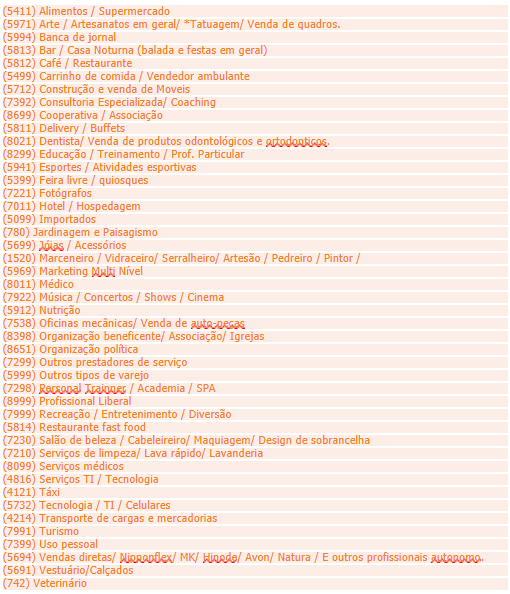 (5411) Alimentos / Supermercado
(5971) Arte / Artesanatos em geral/ *Tatuagem/ Venda de quadros.
(5994) Banca de jornal
(5813) Bar / Casa Noturna (balada e festas em geral)
(5812) Café / Restaurante
(5499) Carrinho de comida / Vendedor ambulante
(5712) Construção e venda de Moveis
(7392) Consultoria Especializada/ Coaching
(8699) Cooperativa / Associação
(5811) Delivery / Buffets
(8021) Dentista/ Venda de produtos odontológicos e ortodonticos.
(8299) Educação / Treinamento / Prof. Particular
(5941) Esportes / Atividades esportivas
(5399) Feira livre / quiosques
(7221) Fotógrafos
(7011) Hotel / Hospedagem
(5099) Importados
(780) Jardinagem e Paisagismo
(5699) Jóias / Acessórios
(1520) Marceneiro / Vidraceiro/ Serralheiro/ Artesão / Pedreiro / Pintor /
(5969) Marketing Multi Nível
(8011) Médico
(7922) Música / Concertos / Shows / Cinema
(5912) Nutrição
(7538) Oficinas mecânicas/ Venda de auto-peças
(8398) Organização beneficente/ Associação/ Igrejas
(8651) Organização política
(7299) Outros prestadores de serviço
(5999) Outros tipos de varejo
(7298) Personal Trainner / Academia / SPA
(8999) Profissional Liberal
(7999) Recreação / Entretenimento / Diversão
(5814) Restaurante fast food
(7230) Salão de beleza / Cabeleireiro/ Maquiagem/ Design de sobrancelha
(7210) Serviços de limpeza/ Lava rápido/ Lavanderia
(8099) Serviços médicos
(4816) Serviços TI / Tecnologia
(4121) Táxi
(5732) Tecnologia / TI / Celulares
(4214) Transporte de cargas e mercadorias
(7991) Turismo
(7399) Uso pessoal
(5694) Vendas diretas/ Nipponflex/ MK/ Hinode/ Avon/ Natura / E outros profissionais autonomo.
(5691) Vestuário/Calçados
(742) Veterinário